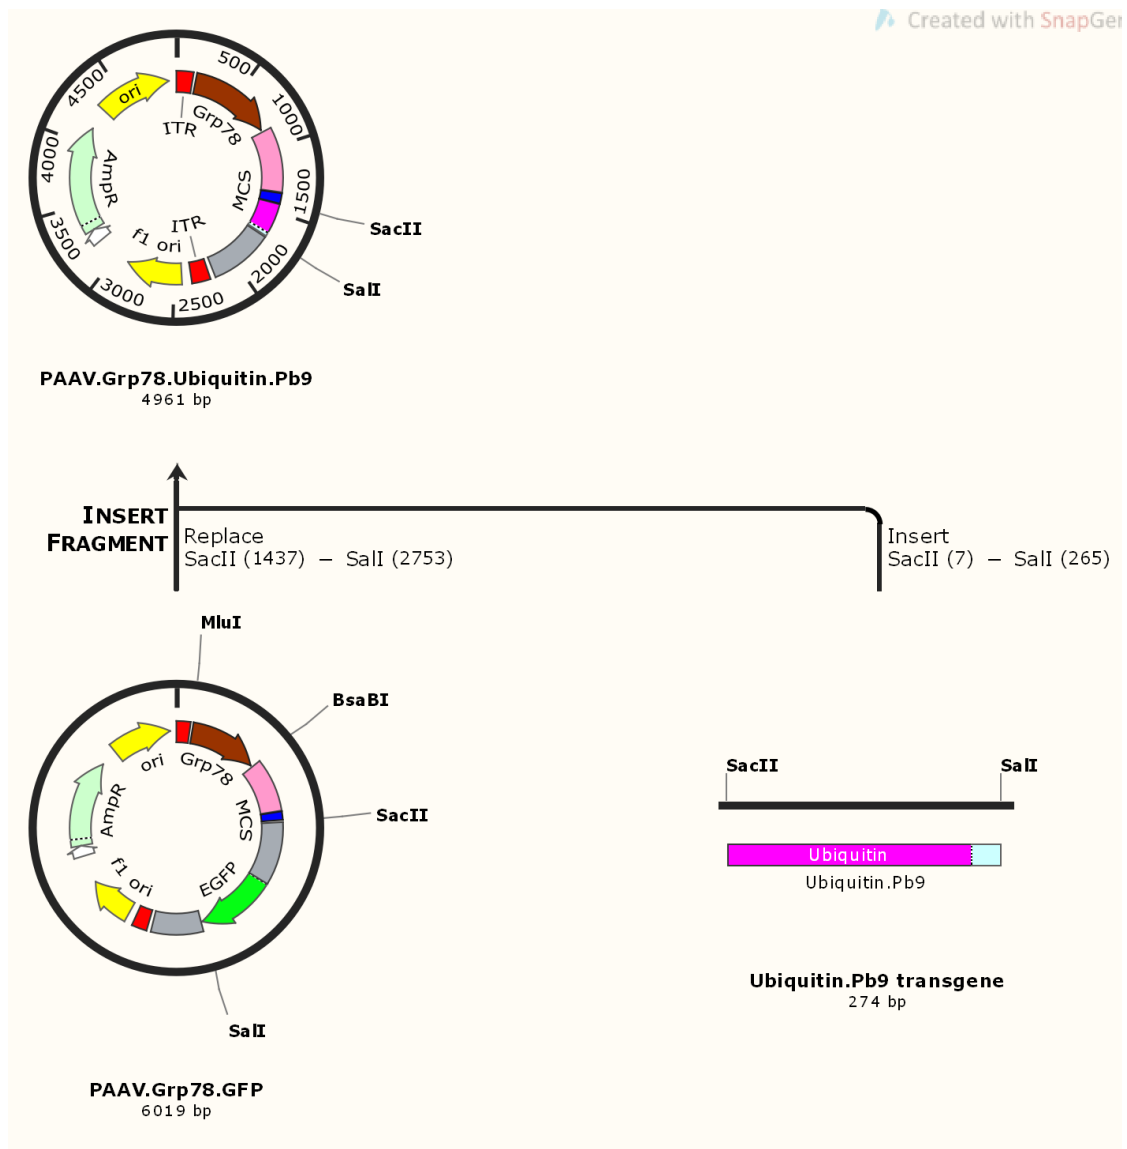 Created with SnapGer
500
1000
1500
2000
2500
3000
3500
4000
4500
ori
ITR
Grp78
MCS
ITR
f1 ori
AmpR
SacII
SalI
PAAV.Grp78.Ubiquitin.Pb9
4961 bp
INSERT
FRAGMENT
Replace
SacII (1437) – SalI (2753)
Insert
SacII (7) – SalI (265)
MluI
BsaBI
SacII
SalI
ori
Grp78
MCS
EGFP
f1 ori
AmpR
PAAV.Grp78.GFP
6019 bp
SacII
SalI
Ubiquitin
Ubiquitin.Pb9
Ubiquitin.Pb9 transgene
274 bp